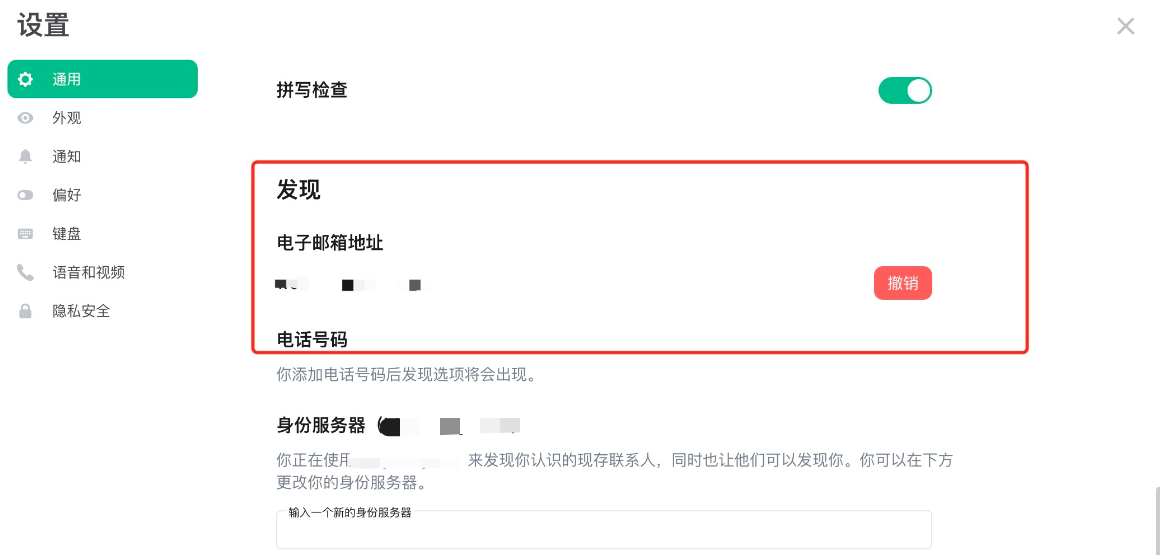 设置
通用
外观
通知
偏好
键盘
语音和视频
隐私安全
拼写检查
发现
电子邮箱地址
撤销
电话号码
你添加电话号码后发现选项将会出现。
身份服务器（
你正在使用 来发现你认识的现存联系人，同时也让他们可以发现你。你可以在下方
更改你的身份服务器。
输入一个新的身份服务器